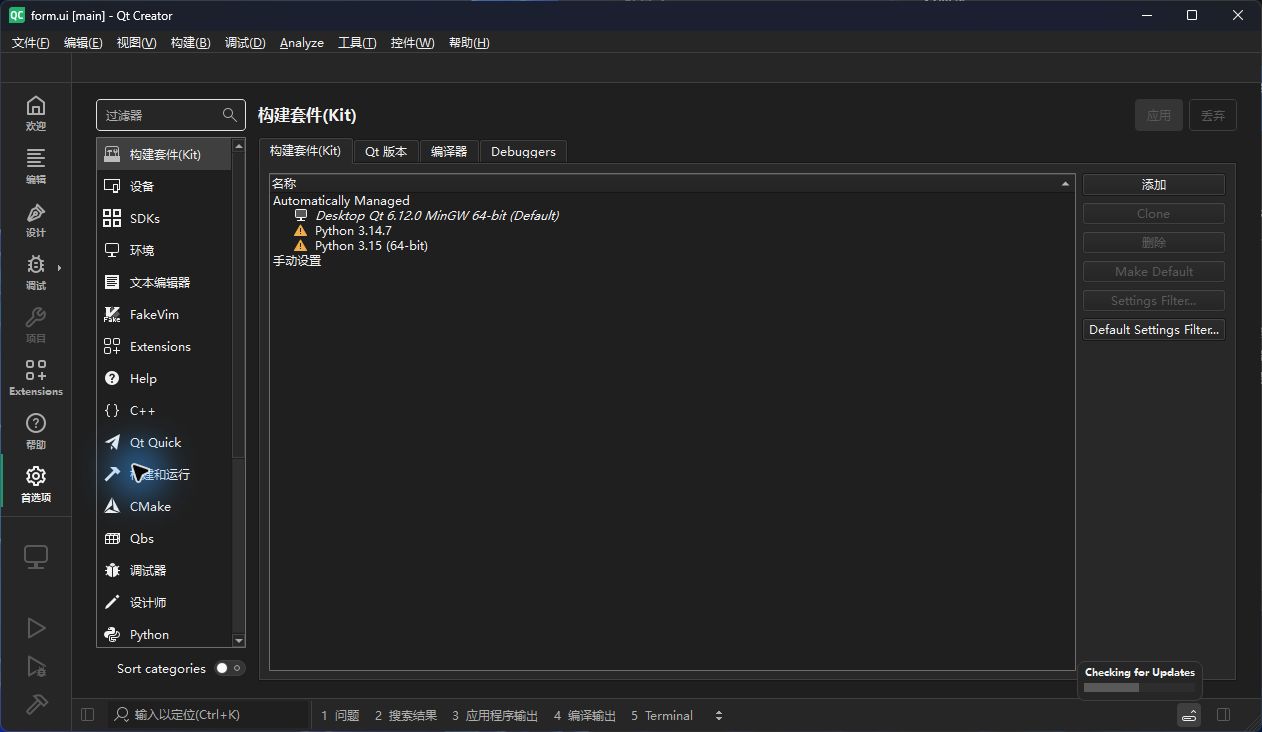 form.ui [main] - Qt Creator
文件(F) 编辑(E) 视图(V) 构建(B) 调试(D) Analyze 工具(T) 控件(W) 帮助(H)
欢迎
编辑
设计
调试
项目
Extensions
帮助
首选项
过滤器
构建套件(Kit)
设备
SDKs
环境
文本编辑器
FakeVim
Extensions
Help
C++
Qt Quick
建和运行
CMake
Qbs
调试器
设计师
Python
Sort categories
构建套件(Kit)
应用 丢弃
构建套件(Kit) Qt 版本 编译器 Debuggers
名称
Automatically Managed
Desktop Qt 6.12.0 MinGW 64-bit (Default)
Python 3.14.7
Python 3.15 (64-bit)
手动设置
添加
Clone
删除
Make Default
Settings Filter...
Default Settings Filter...
Checking for Updates
输入以定位(Ctrl+K) 1 问题 2 搜索结果 3 应用程序输出 4 编译输出 5 Terminal